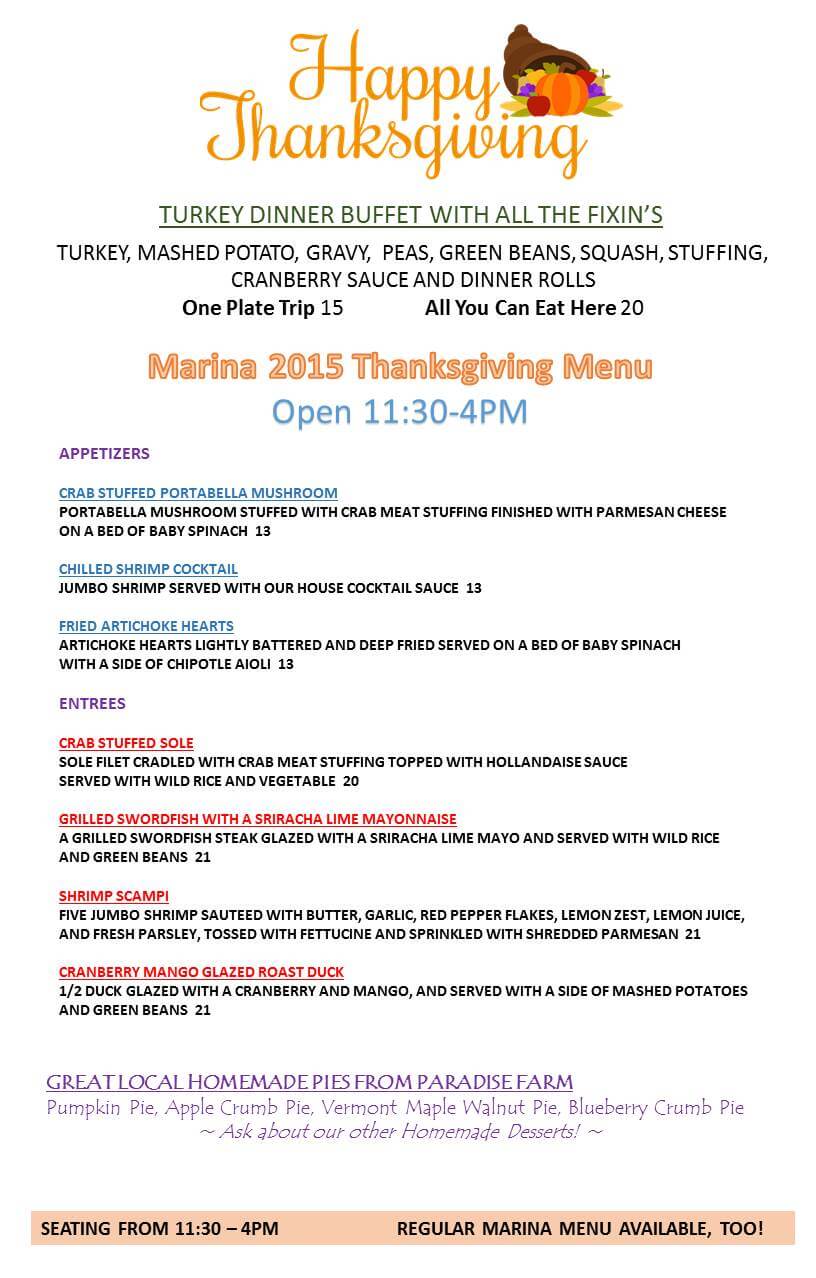 Happy
Thanksgiving
TURKEY DINNER BUFFET WITH ALL THE FIXIN'S
TURKEY, MASHED POTATO, GRAVY, PEAS, GREEN BEANS, SQUASH, STUFFING,
CRANBERRY SAUCE AND DINNER ROLLS
One Plate Trip 15 All You Can Eat Here 20
Marina 2015 Thanksgiving Menu
Open 11:30-4PM
APPETIZERS
CRAB STUFFED PORTABELLA MUSHROOM
PORTABELLA MUSHROOM STUFFED WITH CRAB MEAT STUFFING FINISHED WITH PARMESAN CHEESE
ON A BED OF BABY SPINACH 13
CHILLED SHRIMP COCKTAIL
JUMBO SHRIMP SERVED WITH OUR HOUSE COCKTAIL SAUCE 13
FRIED ARTICHOKE HEARTS
ARTICHOKE HEARTS LIGHTLY BATTERED AND DEEP FRIED SERVED ON A BED OF BABY SPINACH
WITH A SIDE OF CHIPOTLE AIOLI 13
ENTREES
CRAB STUFFED SOLE
SOLE FILET CRADLED WITH CRAB MEAT STUFFING TOPPED WITH HOLLANDAISE SAUCE
SERVED WITH WILD RICE AND VEGETABLE 20
GRILLED SWORDFISH WITH A SRIRACHA LIME MAYONNAISE
A GRILLED SWORDFISH STEAK GLAZED WITH A SRIRACHA LIME MAYO AND SERVED WITH WILD RICE
AND GREEN BEANS 21
SHRIMP SCAMPI
FIVE JUMBO SHRIMP SAUTEED WITH BUTTER, GARLIC, RED PEPPER FLAKES, LEMON ZEST, LEMON JUICE,
AND FRESH PARSLEY, TOSSED WITH FETTUCINE AND SPRINKLED WITH SHREDDED PARMESAN 21
CRANBERRY MANGO GLAZED ROAST DUCK
1/2 DUCK GLAZED WITH A CRANBERRY AND MANGO, AND SERVED WITH A SIDE OF MASHED POTATOES
AND GREEN BEANS 21
GREAT LOCAL HOMEMADE PIES FROM PARADISE FARM
Pumpkin Pie, Apple Crumb Pie, Vermont Maple Walnut Pie, Blueberry Crumb Pie
~ Ask about our other Homemade Desserts! ~
SEATING FROM 11:30 – 4PM REGULAR MARINA MENU AVAILABLE, TOO!